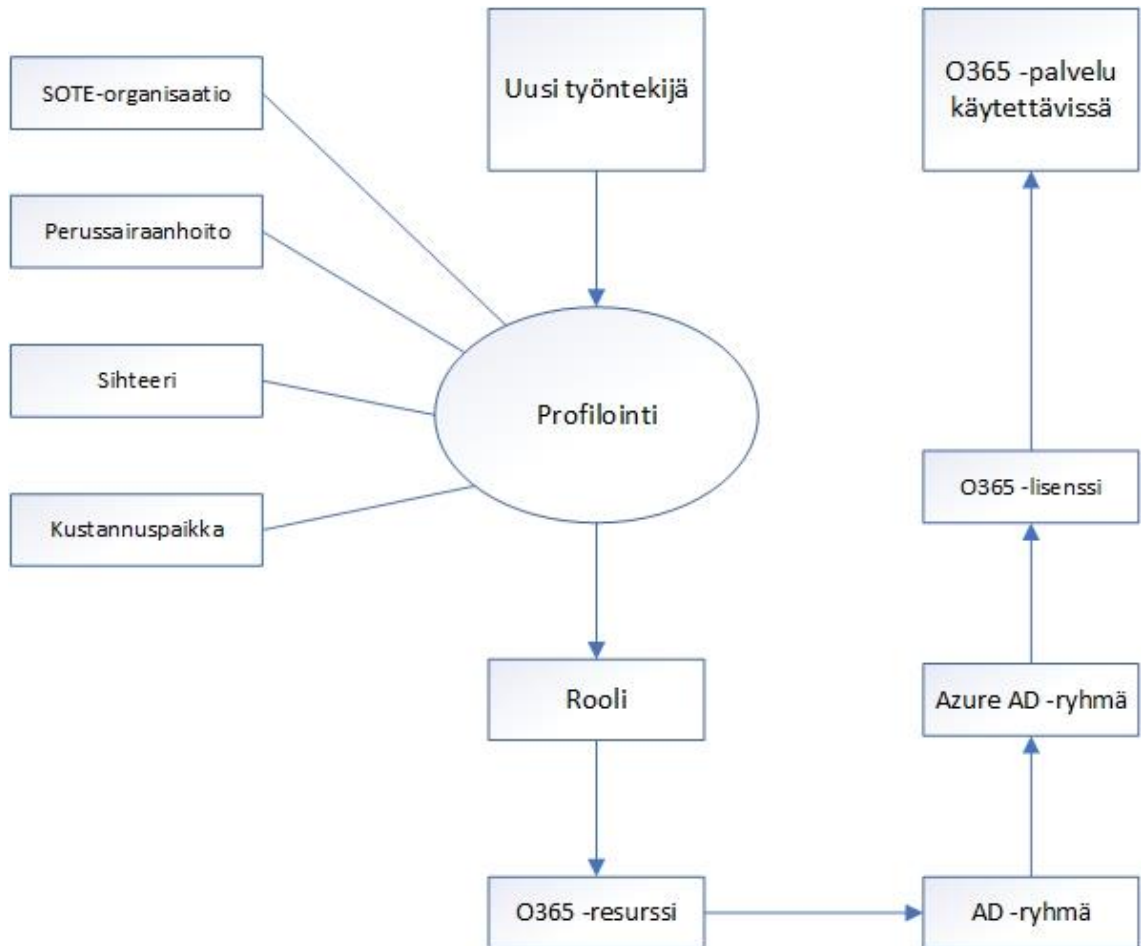 SOTE-organisaatio
Perussairaanhoito
Sihteeri
Kustannuspaikka
Uusi työntekijä
Profilointi
Rooli
O365 -resurssi
AD -ryhmä
Azure AD -ryhmä
O365 -lisenssi
O365 -palvelu
käytettävissä